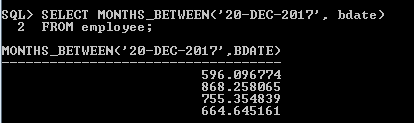 SQL> SELECT MONTHS_BETWEEN('20-DEC-2017', bdate)
2 FROM employee;
MONTHS_BETWEEN('20-DEC-2017',BDATE)
-----------------------------------
596.096774
868.258065
755.354839
664.645161